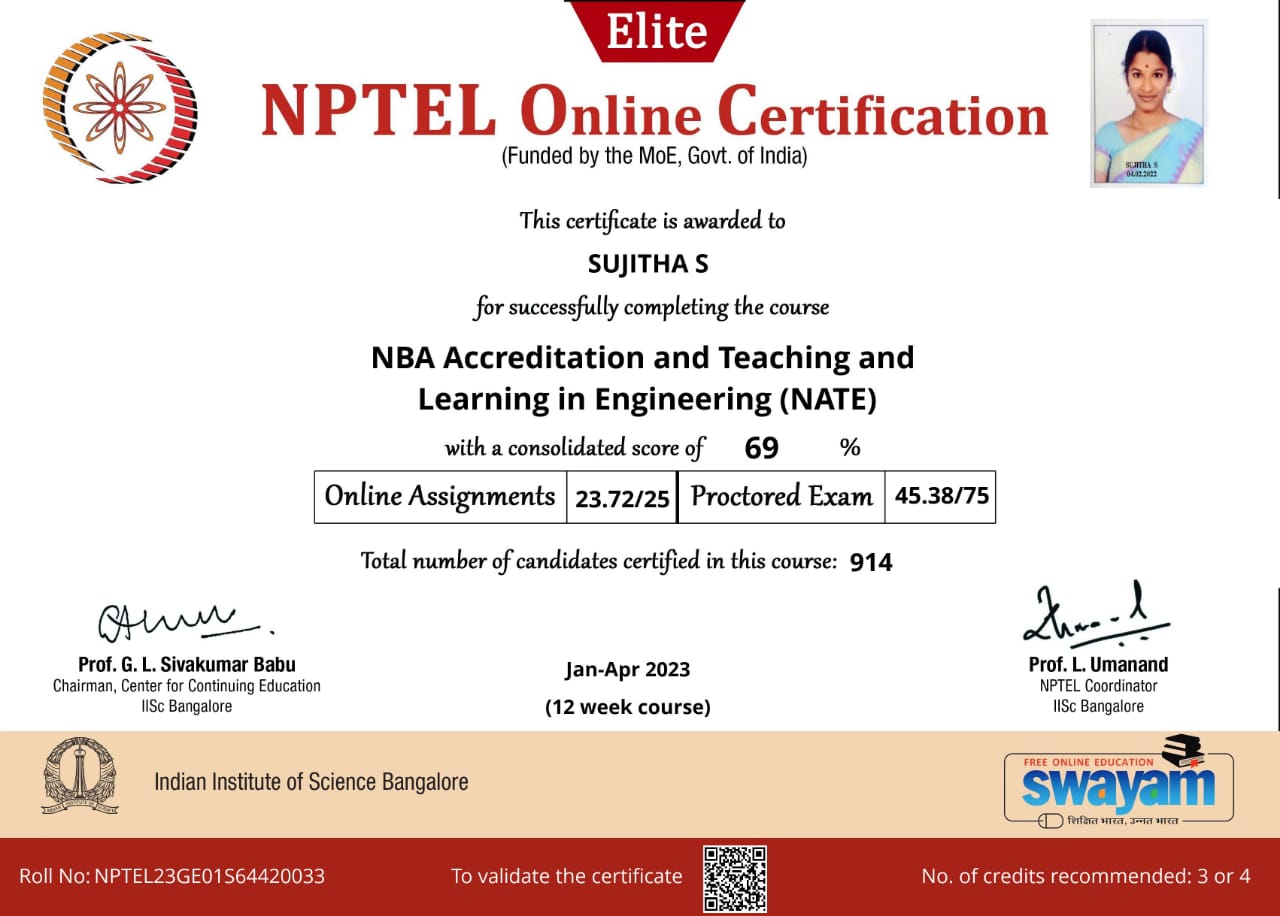 Elite
NPTEL Online Certification
(Funded by the MoE, Govt. of India)
SUJITHA S
04.02.2022
This certificate is awarded to
SUJITHA S
for successfully completing the course
NBA Accreditation and Teaching and
Learning in Engineering (NATE)
with a consolidated score of 69 %
Online Assignments 23.72/25 Proctored Exam 45.38/75
Total number of candidates certified in this course: 914
Prof. G. L. Sivakumar Babu
Chairman, Center for Continuing Education
IISc Bangalore
Jan-Apr 2023
(12 week course)
Prof. L. Umanand
NPTEL Coordinator
IISc Bangalore
Indian Institute of Science Bangalore
FREE ONLINE EDUCATION
swayam
शिक्षित भारत, उन्नत भारत
Roll No: NPTEL23GE01S64420033
To validate the certificate
No. of credits recommended: 3 or 4